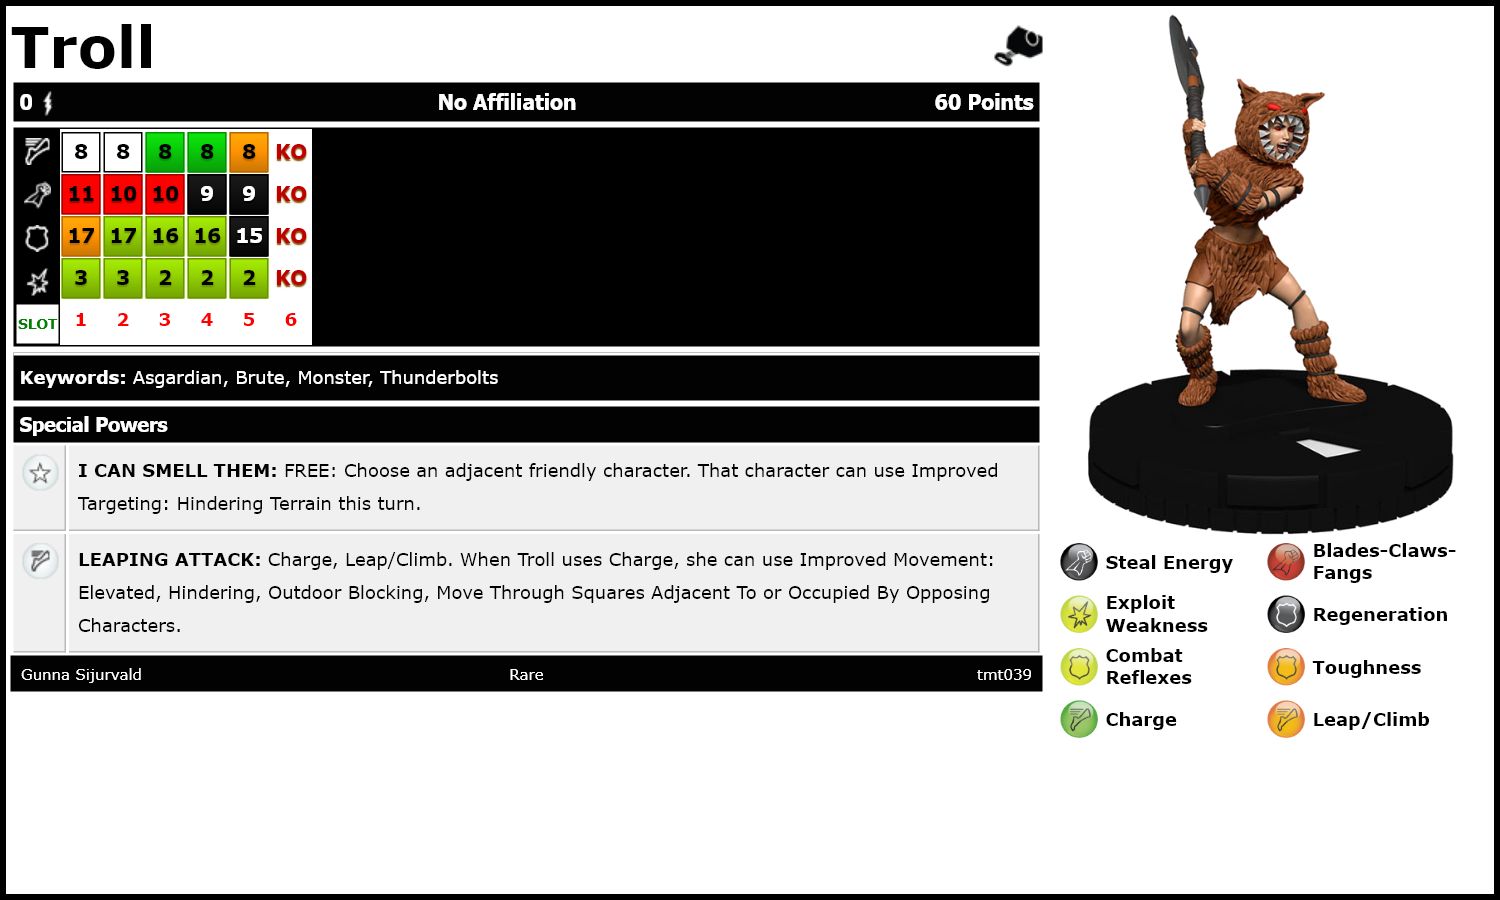 Troll
0 No Affiliation 60 Points
8 8 8 8 8 KO
11 10 10 9 9 KO
17 17 16 16 15 KO
3 3 2 2 2 KO
SLOT 1 2 3 4 5 6
Keywords: Asgardian, Brute, Monster, Thunderbolts
Special Powers
I CAN SMELL THEM: FREE: Choose an adjacent friendly character. That character can use Improved
Targeting: Hindering Terrain this turn.
LEAPING ATTACK: Charge, Leap/Climb. When Troll uses Charge, she can use Improved Movement:
Elevated, Hindering, Outdoor Blocking, Move Through Squares Adjacent To or Occupied By Opposing
Characters.
Gunna Sijurvald Rare tmt039
Steal Energy
Blades-Claws-
Fangs
Exploit
Weakness
Regeneration
Combat
Reflexes
Toughness
Charge
Leap/Climb